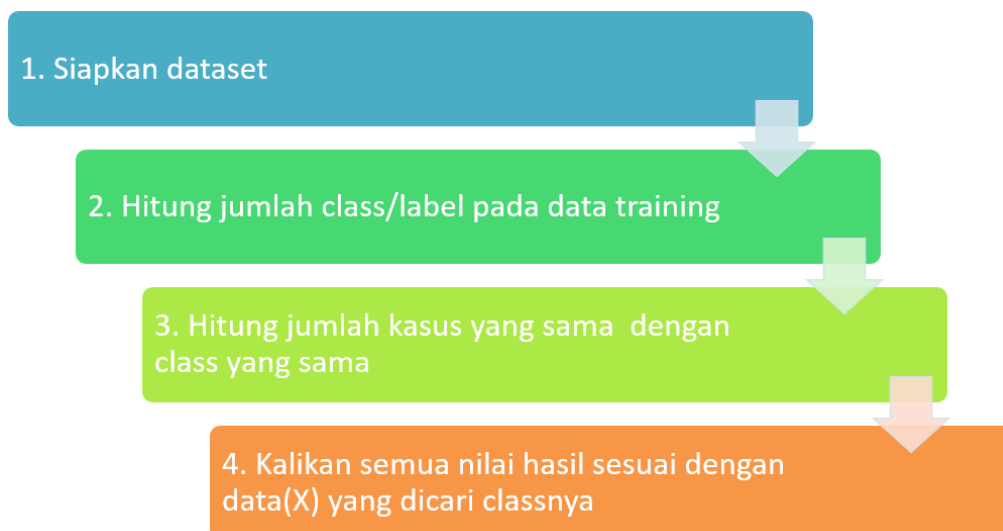 1. Siapkan dataset
2. Hitung jumlah class/label pada data training
3. Hitung jumlah kasus yang sama  dengan
class yang sama
4. Kalikan semua nilai hasil sesuai dengan
data(X) yang dicari classnya